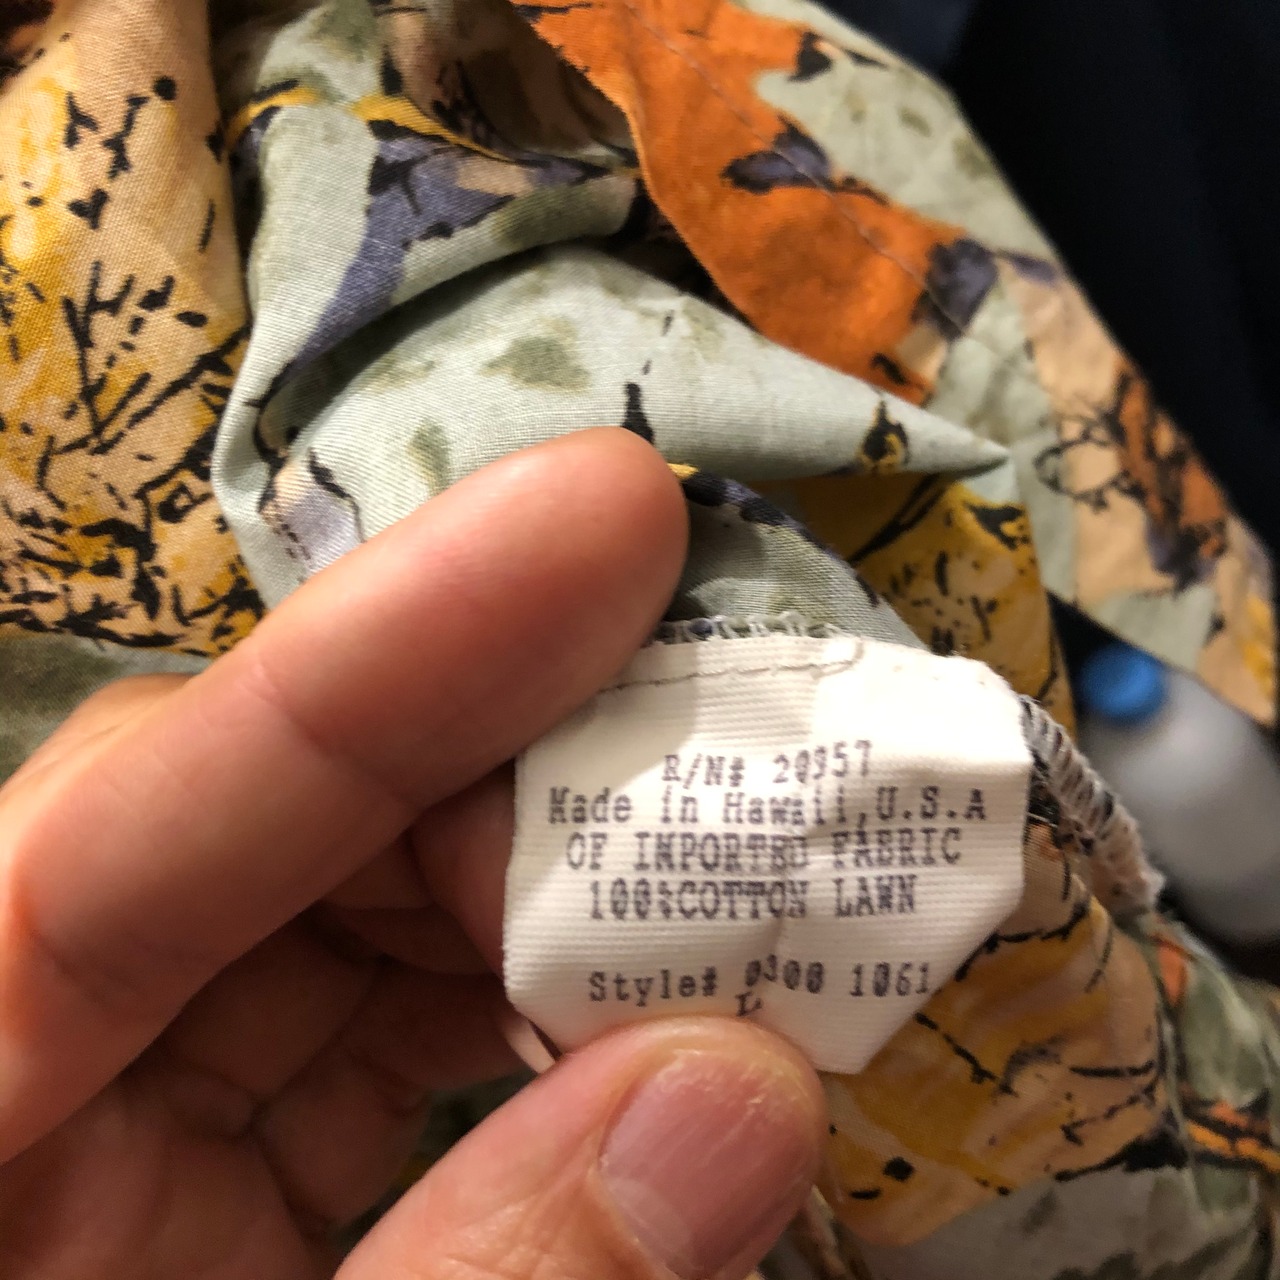 R/N# 20957
Made in Hawaii,U.S.A
OF IMPORTED FABRIC
100%COTTON LAWN
Style# 0300 1061
L